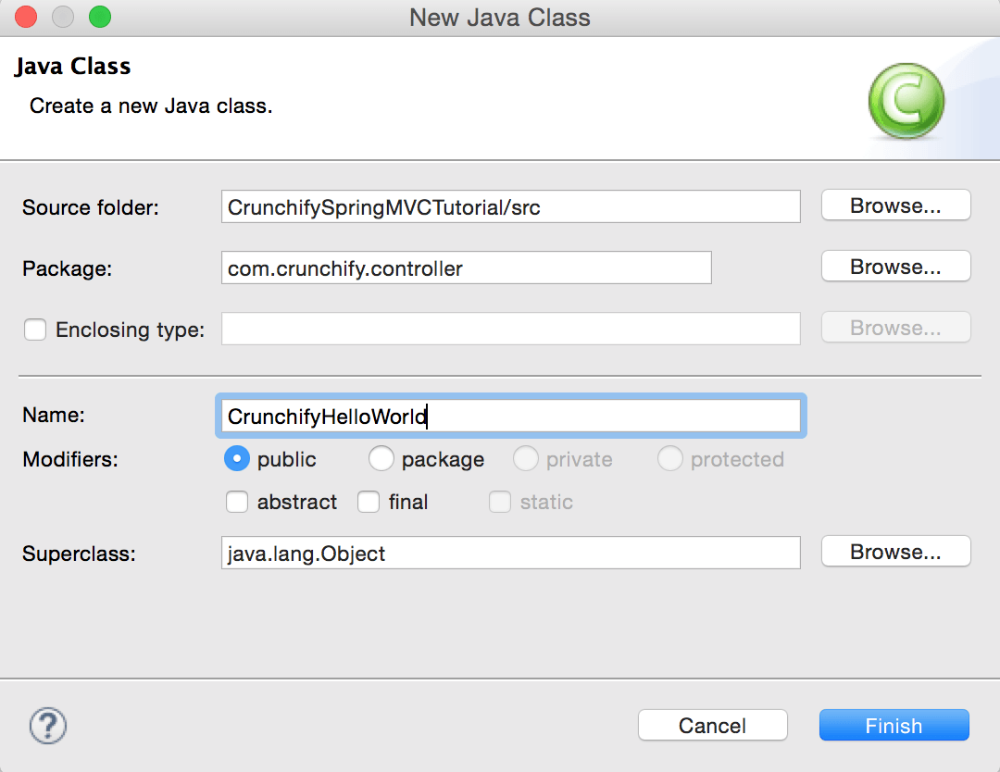 New Java Class
Java Class
Create a new Java class.
C
Source folder: CrunchifySpringMVCTutorial/src Browse...
Package: com.crunchify.controller Browse...
Enclosing type: Browse...
Name: CrunchifyHelloWorld
Modifiers: public package private protected
abstract final static
Superclass: java.lang.Object Browse...
? Cancel Finish